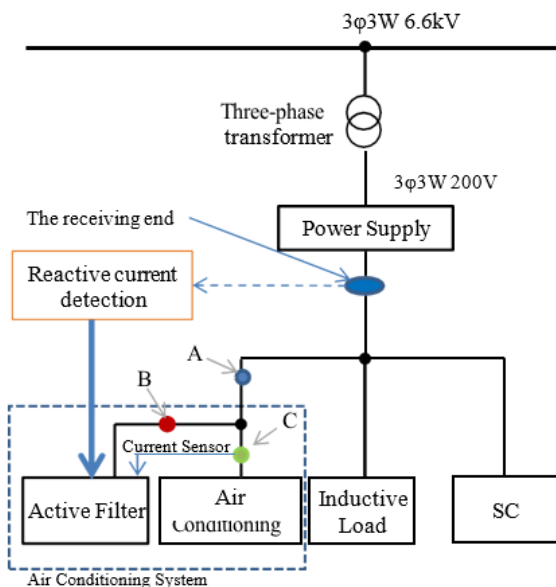 3φ3W 6.6kV
Three-phase
transformer
3φ3W 200V
The receiving end
Power Supply
Reactive current
detection
A
B
C
Current Sensor
Active Filter
Air
Conditioning
Inductive
Load
SC
Air Conditioning System